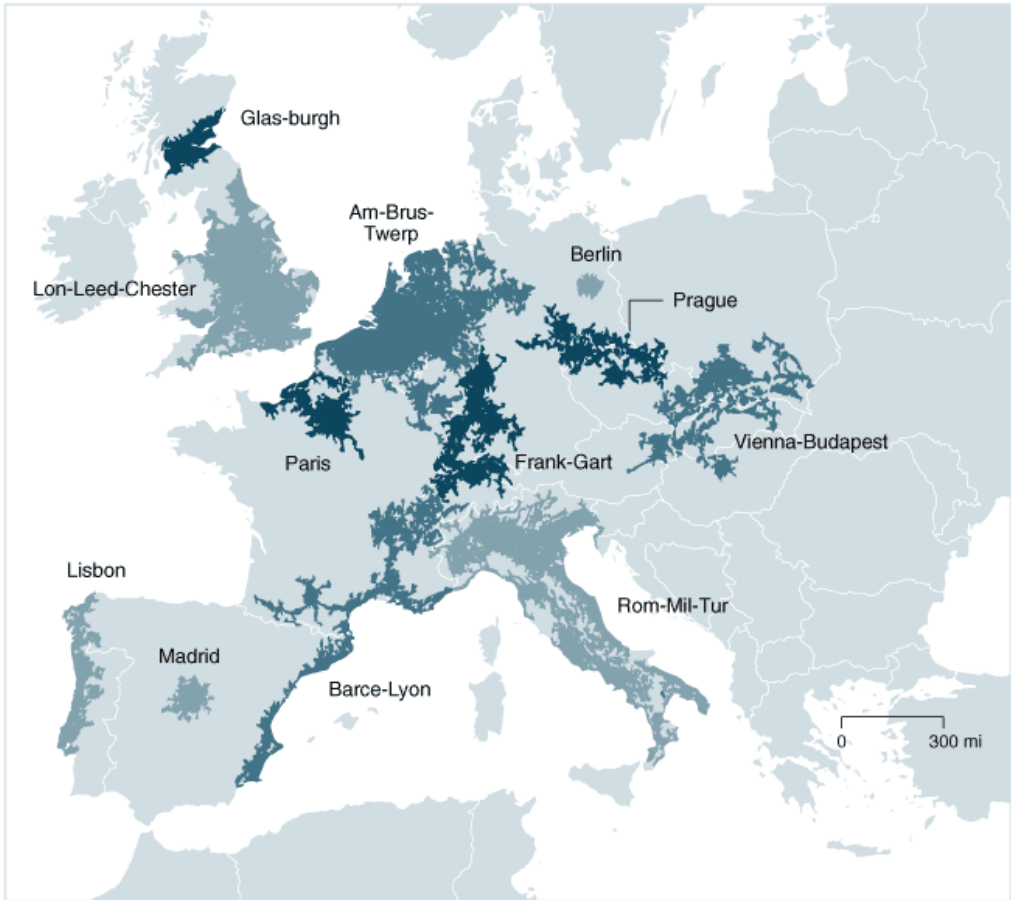 Glas-burgh
Am-Brus-
Twerp
Berlin
Lon-Leed-Chester
Prague
Vienna-Budapest
Paris
Frank-Gart
Lisbon
Rom-Mil-Tur
Madrid
Barce-Lyon
0
300 mi